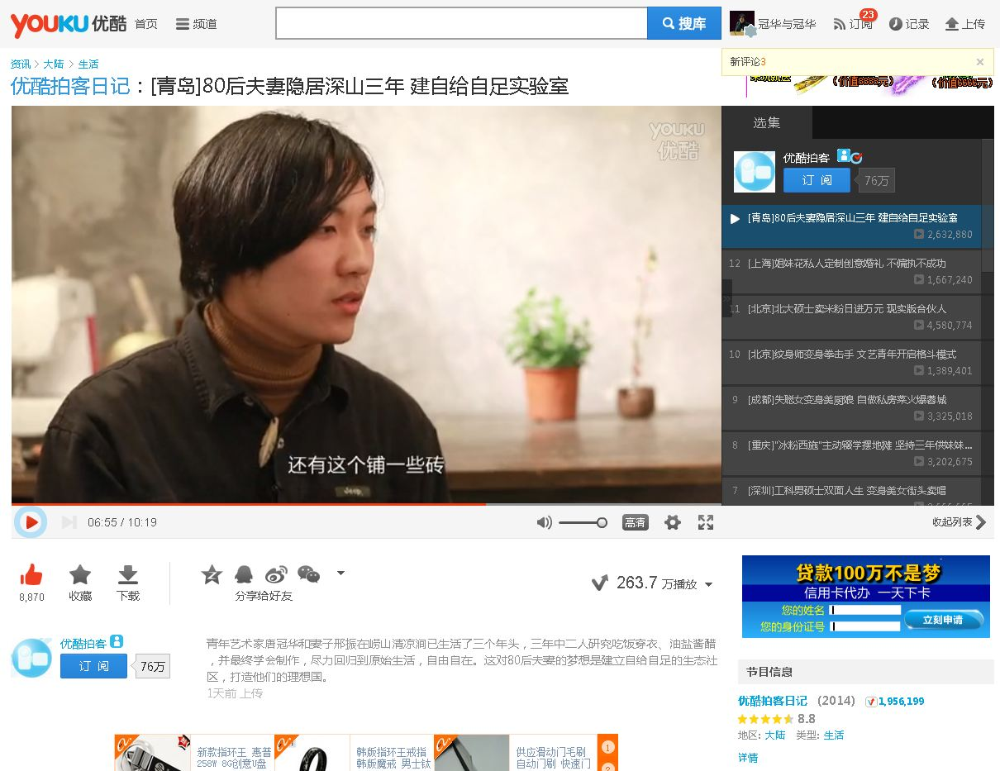 YOUKU 优酷
首页
频道
搜库
冠华与冠华
订阅
23
记录
上传
资讯 > 大陆 > 生活
新评论3
优酷拍客日记：[青岛]80后夫妻隐居深山三年 建自给自足实验室
(价值8888元)
(价值6666元)
YOUKU
优酷
还有这个铺一些砖
Jeep
选集
优酷拍客
订 阅
76万
[青岛]80后夫妻隐居深山三年 建自给自足实验室
2,632,880
12 [上海]姐妹花私人定制创意婚礼 不偏执不成功
1,667,240
11 [北京]北大硕士卖米粉日进万元 现实版合伙人
4,580,774
10 [北京]纹身师变身拳击手 文艺青年开启格斗模式
1,389,401
9 [成都]失聪女变身美厨娘 自做私房菜火爆蓉城
3,325,018
8 [重庆]"冰粉西施"主动辍学摆地摊 坚持三年供妹妹...
3,202,675
7 [深圳]工科男硕士双面人生 变身美女街头卖唱
06:55 / 10:19
高清
收起列表
8,870
收藏
下载
分享给好友
263.7 万播放
贷款100万不是梦
信用卡代办 一天下卡
您的姓名
您的身份证号
立刻申请
优酷拍客
订 阅
76万
青年艺术家唐冠华和妻子邢振在崂山清凉涧已生活了三个年头，三年中二人研究吃饭穿衣、油盐酱醋
，并最终学会制作，尽力回归到原始生活，自由自在。这对80后夫妻的梦想是建立自给自足的生态社
区，打造他们的理想国。
1天前 上传
节目信息
优酷拍客日记 (2014) 1,956,199
8.8
地区: 大陆 类型: 生活
详情
新款指环王 惠普
258W 8G创意U盘
韩版指环王戒指
韩版魔戒 男士钛
供应滑动门毛刷
自动门刷 快速门
1
2